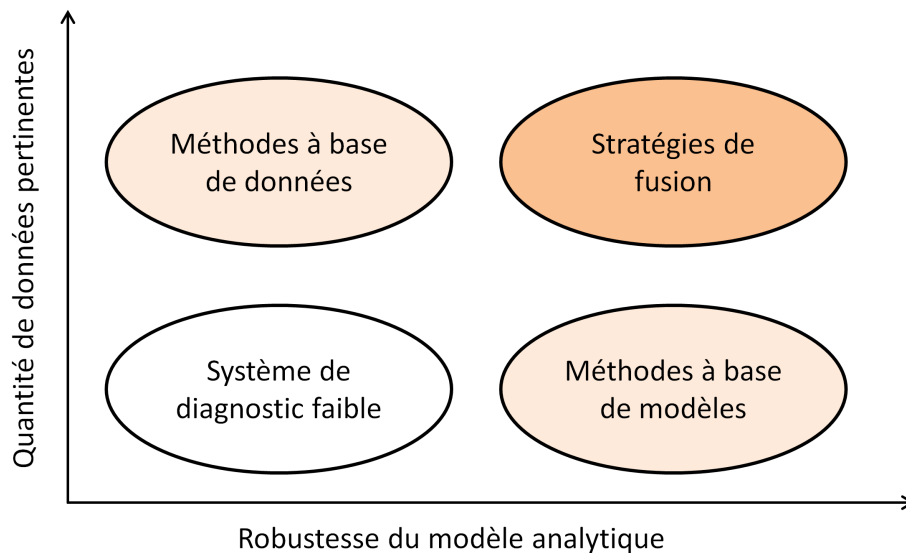 Quantité de données pertinentes
Méthodes à base
de données
Stratégies de
fusion
Système de
diagnostic faible
Méthodes à base
de modèles
Robustesse du modèle analytique